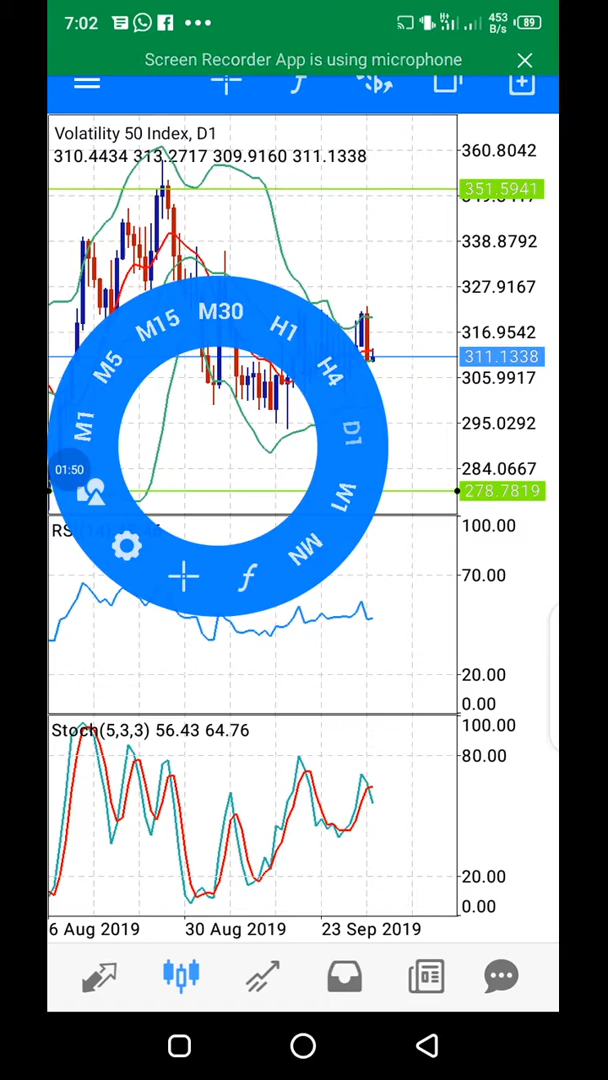 7:02 453 B/s 89
Screen Recorder App is using microphone
Volatility 50 Index, D1
310.4434 313.2717 309.9160 311.1338
360.8042
351.5941
338.8792
327.9167
316.9542
311.1338
305.9917
295.0292
284.0667
278.7819
M1
M5
M15
M30
H1
H4
D1
W1
MN
01:50
100.00
70.00
20.00
0.00
Stoch(5,3,3) 56.43 64.76
100.00
80.00
20.00
0.00
6 Aug 2019 30 Aug 2019 23 Sep 2019